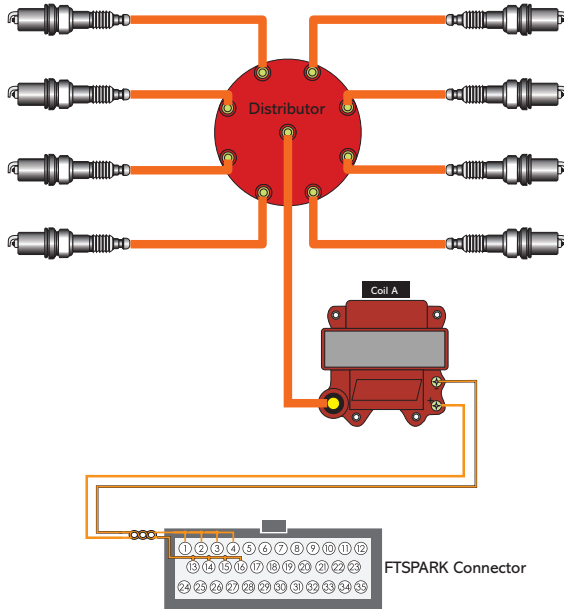 Distributor
Coil A
-
+
1 2 3 4 5 6 7 8 9 10 11 12
13 14 15 16 17 18 19 20 21 22 23
FTSPARK Connector
24 25 26 27 28 29 30 31 32 33 34 35